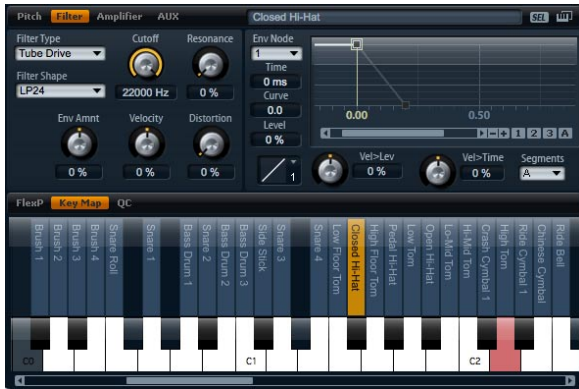 Pitch Filter Amplifier AUX Closed Hi-Hat SEL
Filter Type Cutoff Resonance Env Node
Tube Drive 1
Time
Filter Shape 0 ms
LP24 22000 Hz 0 % Curve
0.0
Env Amnt Velocity Distortion Level
0 % 0.00 0.50
- + 1 2 3 A
1 Vel>Lev Vel>Time Segments
0 % 0 % 0 % 0 % 0 % A
FlexP Key Map QC
Brush 1
Brush 2
Brush 3
Brush 4
Snare Roll
Snare 1
Bass Drum 1
Snare 2
Bass Drum 2
Bass Drum 3
Side Stick
Snare 3
Snare 4
Low Floor Tom
Closed Hi-Hat
High Floor Tom
Pedal Hi-Hat
Low Tom
Open Hi-Hat
Lo-Mid Tom
Hi-Mid Tom
Crash Cymbal 1
High Tom
Ride Cymbal 1
Chinese Cymbal
Ride Bell
C0 C1 C2